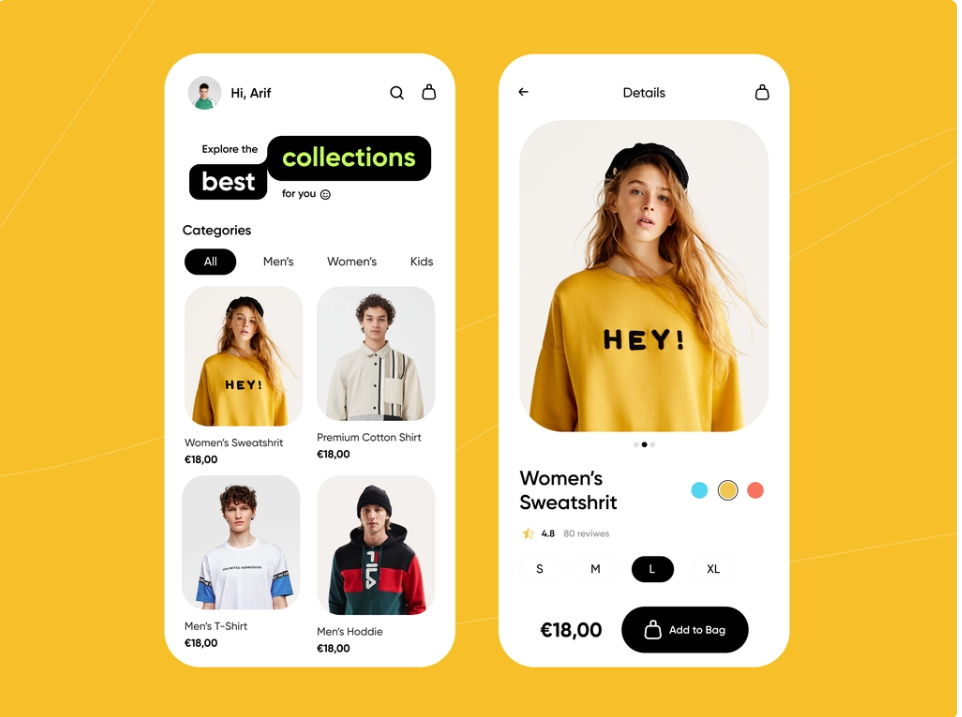 Hi, Arif
Explore the
collections
best
for you
Categories
All Men's Women's Kids
HEY!
Women's Sweatshrit
€18,00
Premium Cotton Shirt
€18,00
FILA
Men's T-Shirt
€18,00
Men's Hoddie
€18,00
Details
HEY!
Women's
Sweatshrit
4.8 80 reviwes
S M L XL
€18,00 Add to Bag